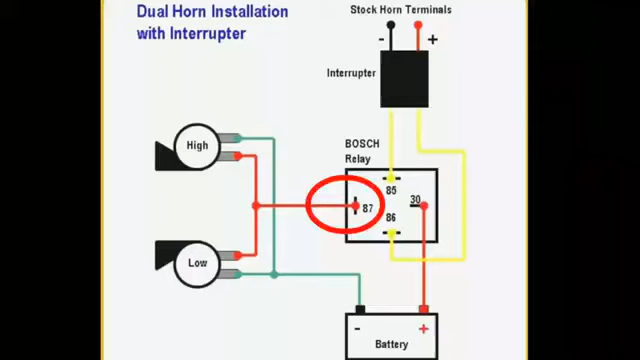 Dual Horn Installation
with Interrupter
Stock Horn Terminals
- +
Interrupter
High
BOSCH
Relay
85
30
87
86
Low
- +
Battery